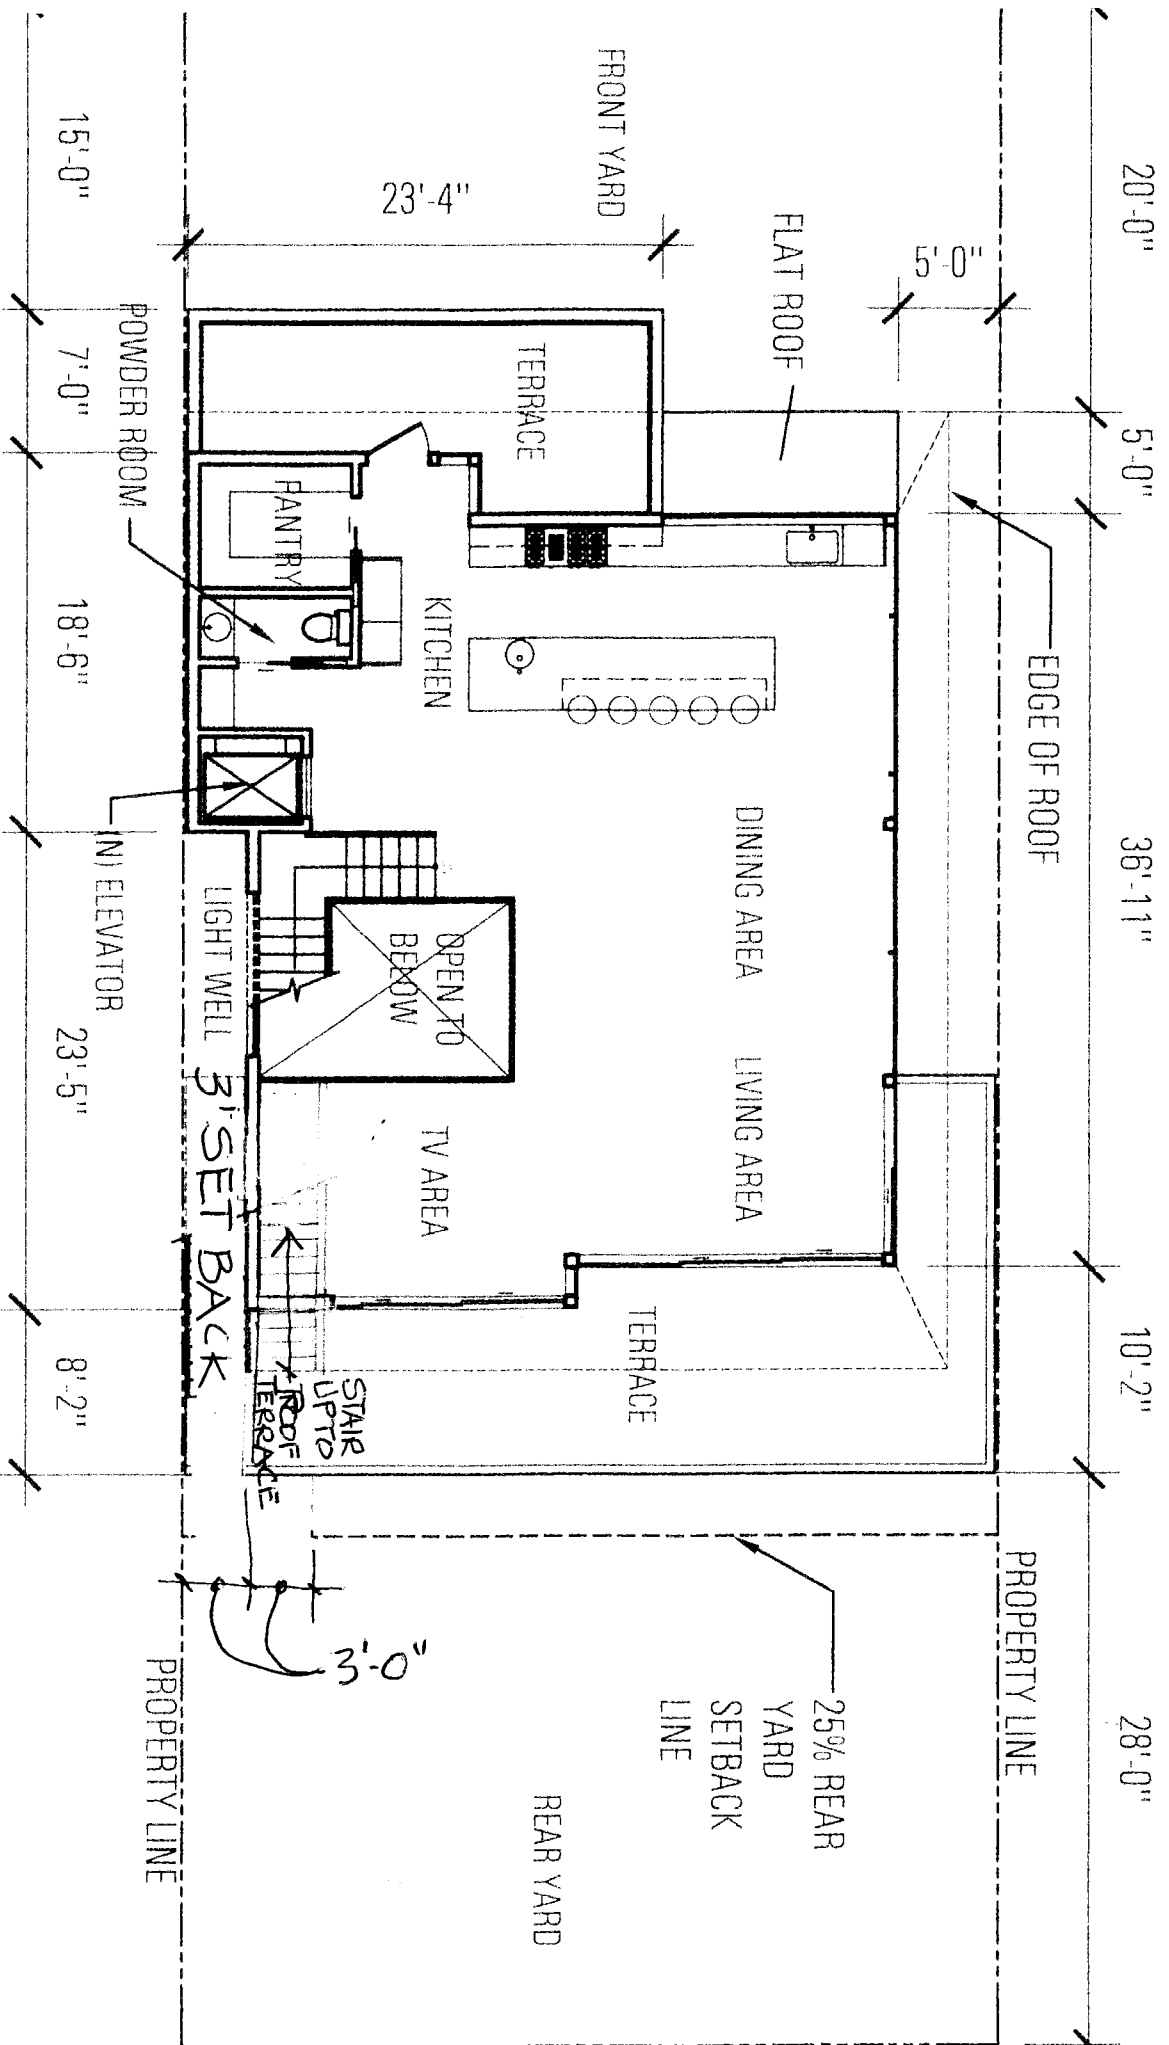 20'-0"
5'-0"
36'-11"
10'-2"
28'-0"
5'-0"
EDGE OF ROOF
PROPERTY LINE
FLAT ROOF
25% REAR
YARD
SETBACK
LINE
FRONT YARD
23'-4"
TERRACE
DINING AREA
LIVING AREA
TERRACE
REAR YARD
KITCHEN
OPEN TO
BELOW
TV AREA
STAIR
UP TO
ROOF
TERRACE
3'-0"
PANTRY
LIGHT WELL
3' SET BACK
POWDER ROOM
(N) ELEVATOR
PROPERTY LINE
15'-0"
7'-0"
18'-6"
23'-5"
8'-2"